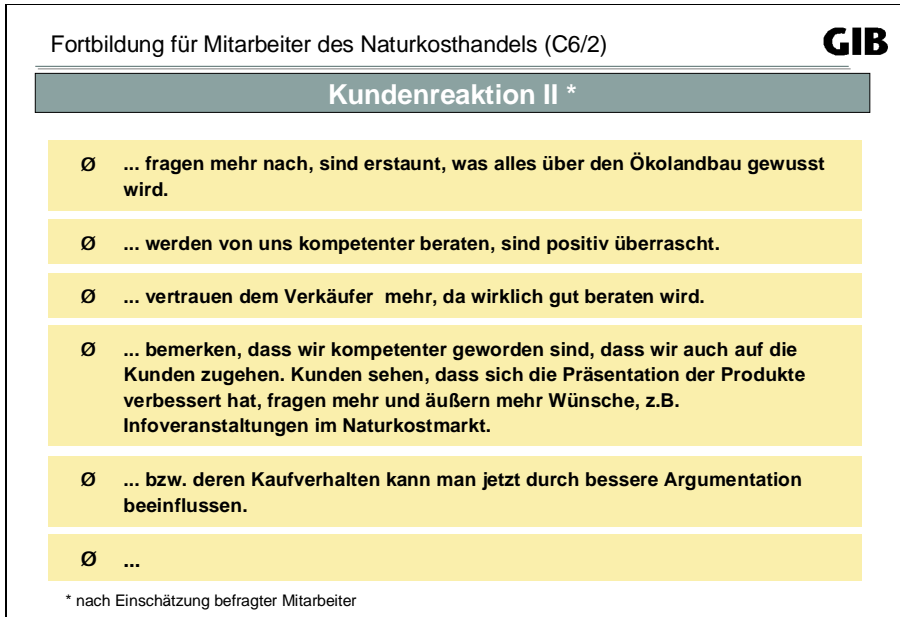 Fortbildung für Mitarbeiter des Naturkosthandels (C6/2)
GIB
Kundenreaktion II *
Ø ... fragen mehr nach, sind erstaunt, was alles über den Ökolandbau gewusst
wird.
Ø ... werden von uns kompetenter beraten, sind positiv überrascht.
Ø ... vertrauen dem Verkäufer  mehr, da wirklich gut beraten wird.
Ø ... bemerken, dass wir kompetenter geworden sind, dass wir auch auf die
Kunden zugehen. Kunden sehen, dass sich die Präsentation der Produkte
verbessert hat, fragen mehr und äußern mehr Wünsche, z.B.
Infoveranstaltungen im Naturkostmarkt.
Ø ... bzw. deren Kaufverhalten kann man jetzt durch bessere Argumentation
beeinflussen.
Ø ...
* nach Einschätzung befragter Mitarbeiter